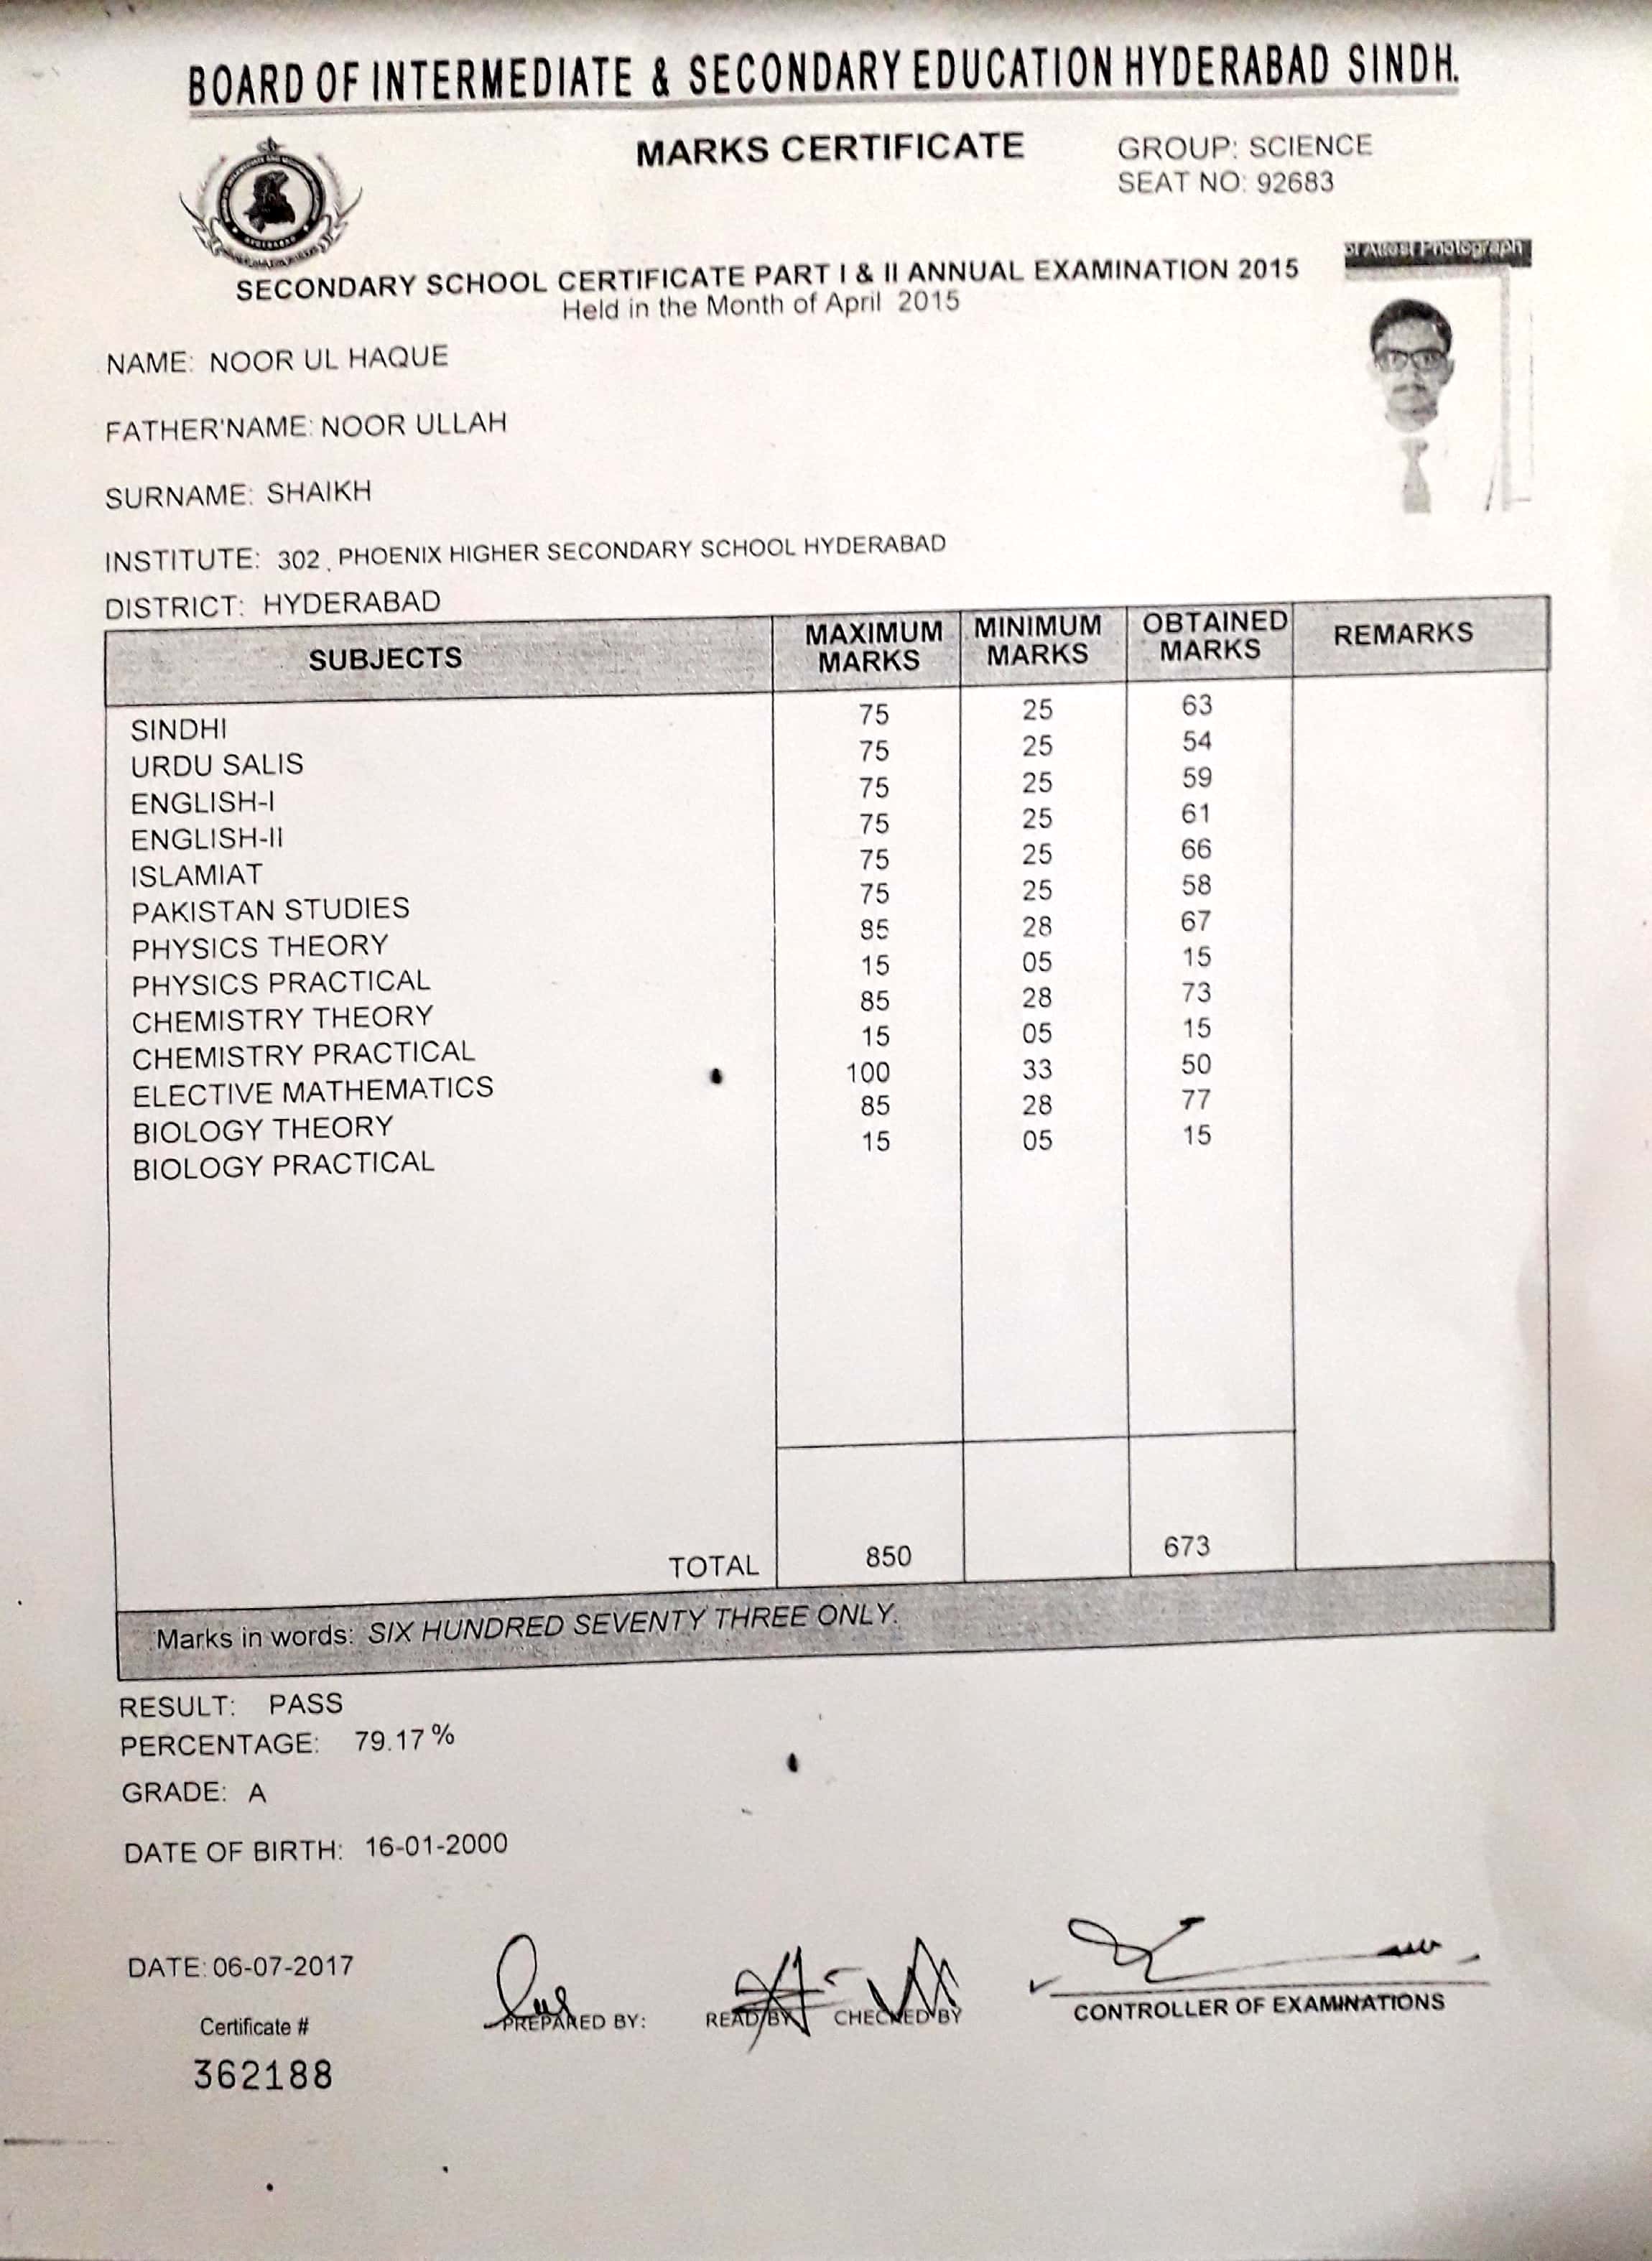 BOARD OF INTERMEDIATE & SECONDARY EDUCATION HYDERABAD SINDH.
MARKS CERTIFICATE
GROUP: SCIENCE
SEAT NO: 92683
of Attest Photograph
SECONDARY SCHOOL CERTIFICATE PART I & II ANNUAL EXAMINATION 2015
Held in the Month of April 2015
NAME: NOOR UL HAQUE
FATHER'NAME: NOOR ULLAH
SURNAME: SHAIKH
INSTITUTE: 302. PHOENIX HIGHER SECONDARY SCHOOL HYDERABAD
DISTRICT: HYDERABAD
SUBJECTS MAXIMUM MARKS MINIMUM MARKS OBTAINED MARKS REMARKS
SINDHI 75 25 63
URDU SALIS 75 25 54
ENGLISH-I 75 25 59
ENGLISH-II 75 25 61
ISLAMIAT 75 25 66
PAKISTAN STUDIES 75 25 58
PHYSICS THEORY 85 28 67
PHYSICS PRACTICAL 15 05 15
CHEMISTRY THEORY 85 28 73
CHEMISTRY PRACTICAL 15 05 15
ELECTIVE MATHEMATICS 100 33 50
BIOLOGY THEORY 85 28 77
BIOLOGY PRACTICAL 15 05 15
TOTAL 850 673
Marks in words: SIX HUNDRED SEVENTY THREE ONLY.
RESULT: PASS
PERCENTAGE: 79.17%
GRADE: A
DATE OF BIRTH: 16-01-2000
DATE: 06-07-2017
PREPARED BY: READ BY CHECKED BY CONTROLLER OF EXAMINATIONS
Certificate #
362188